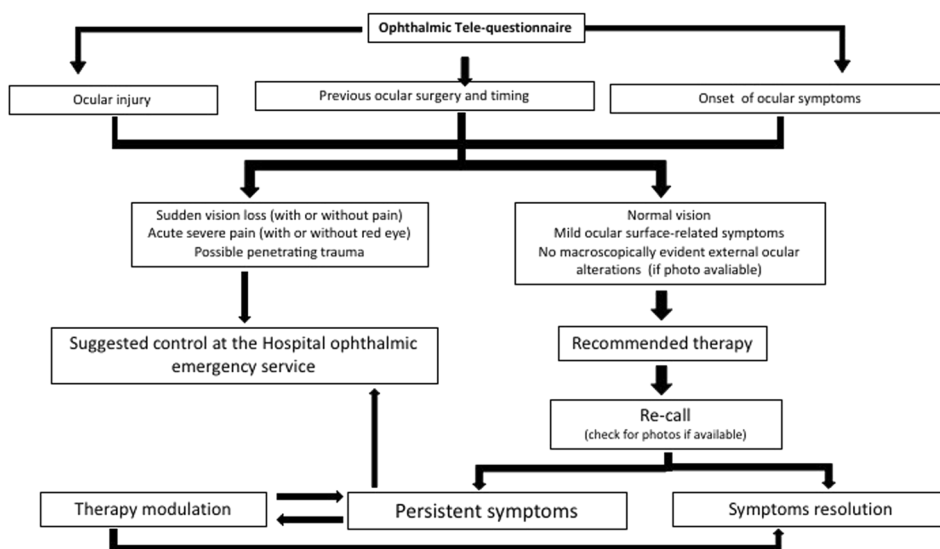 Ophthalmic Tele-questionnaire
Ocular injury
Previous ocular surgery and timing
Onset of ocular symptoms
Sudden vision loss (with or without pain)
Acute severe pain (with or without red eye)
Possible penetrating trauma
Normal vision
Mild ocular surface-related symptoms
No macroscopically evident external ocular
alterations (if photo avaliable)
Suggested control at the Hospital ophthalmic
emergency service
Recommended therapy
Re-call
(check for photos if available)
Therapy modulation
Persistent symptoms
Symptoms resolution